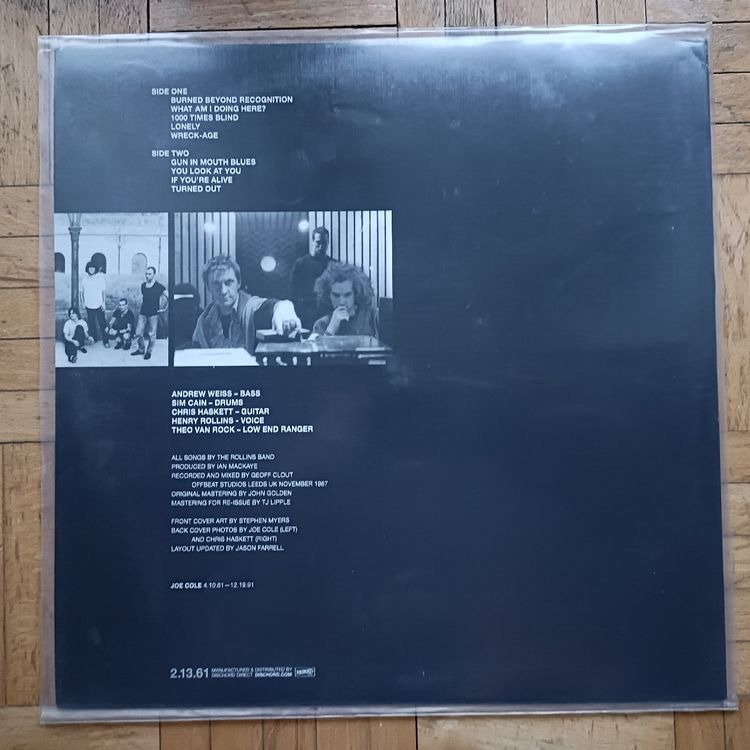 SIDE ONE
BURNED BEYOND RECOGNITION
WHAT AM I DOING HERE?
1000 TIMES BLIND
LONELY
WRECK-AGE
SIDE TWO
GUN IN MOUTH BLUES
YOU LOOK AT YOU
IF YOU'RE ALIVE
TURNED OUT
ANDREW WEISS – BASS
SIM CAIN – DRUMS
CHRIS HASKETT – GUITAR
HENRY ROLLINS - VOICE
THEO VAN ROCK – LOW END RANGER
ALL SONGS BY THE ROLLINS BAND
PRODUCED BY IAN MACKAYE
RECORDED AND MIXED BY GEOFF CLOUT
OFFBEAT STUDIOS LEEDS UK NOVEMBER 1987
ORIGINAL MASTERING BY JOHN GOLDEN
MASTERING FOR RE-ISSUE BY TJ LIPPLE
FRONT COVER ART BY STEPHEN MYERS
BACK COVER PHOTOS BY JOE COLE (LEFT)
AND CHRIS HASKETT (RIGHT)
LAYOUT UPDATED BY JASON FARRELL
JOE COLE 4.10.61 – 12.19.91
2.13.61 MANUFACTURED & DISTRIBUTED BY
DISCHORD DIRECT DISCHORD.COM